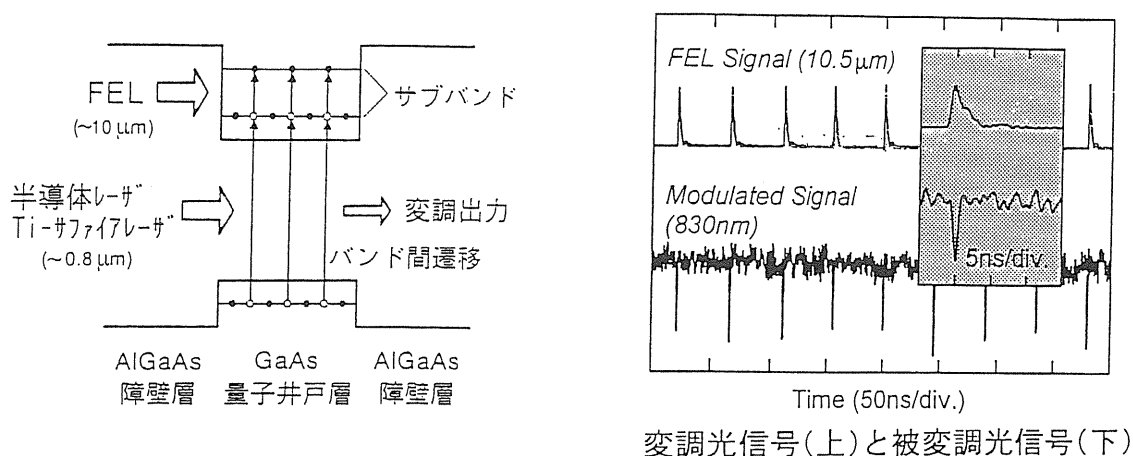 FEL
(~10 μm)
サブバンド
半導体レーザ
Ti-サファイアレーザ
(~0.8 μm)
変調出力
バンド間遷移
AlGaAs
障壁層
GaAs
量子井戸層
AlGaAs
障壁層
FEL Signal (10.5μm)
Modulated Signal
(830nm)
5ns/div.
Time (50ns/div.)
変調光信号(上)と被変調光信号(下)